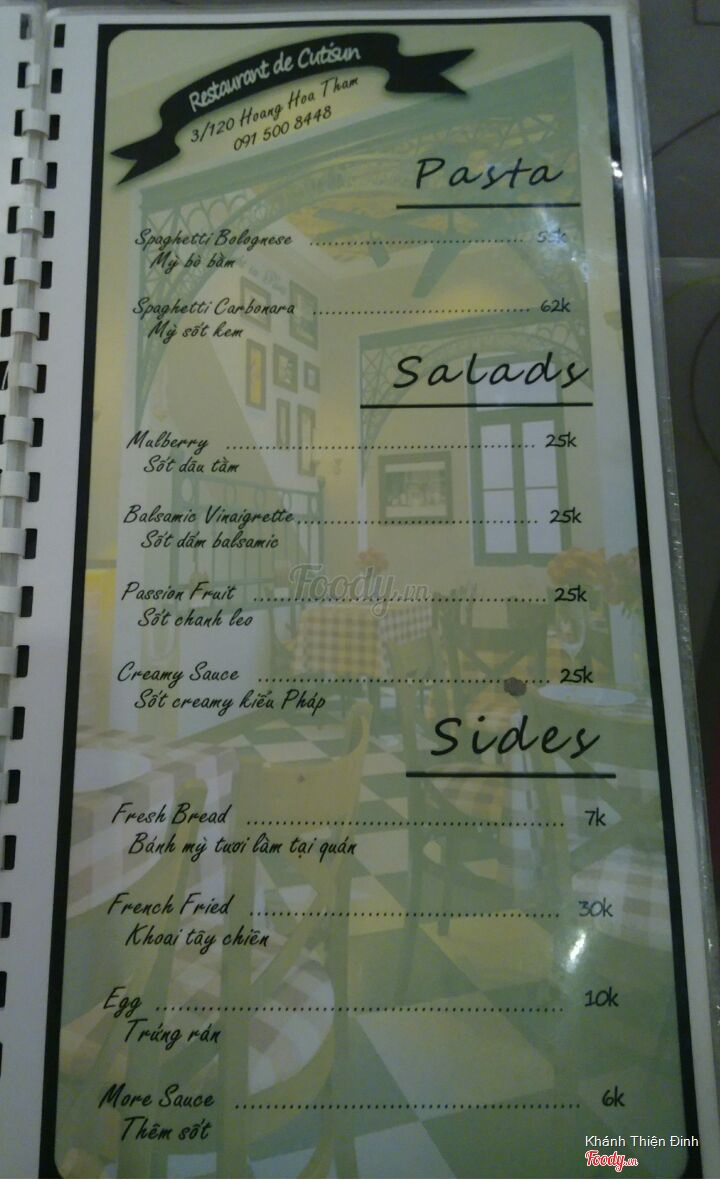 Restaurant de Cutisun
3/120 Hoang Hoa Tham
091 500 8448
Pasta
Spaghetti Bolognese ........................
Mỳ bò bằm
Spaghetti Carbonara ........................ 62k
Mỳ sốt kem
Salads
Mulberry ........................ 25k
Sốt dâu tằm
Balsamic Vinaigrette ........................ 25k
Sốt dấm balsamic
Passion Fruit ........................ 25k
Sốt chanh leo
Creamy Sauce ........................ 25k
Sốt creamy kiểu Pháp
Sides
Fresh Bread ........................ 7k
Bánh mỳ tươi làm tại quán
French Fried ........................ 30k
Khoai tây chiên
Egg ........................ 10k
Trứng rán
More Sauce ........................ 6k
Thêm sốt
Foody.vn
Khánh Thiện Đinh
Foody.vn